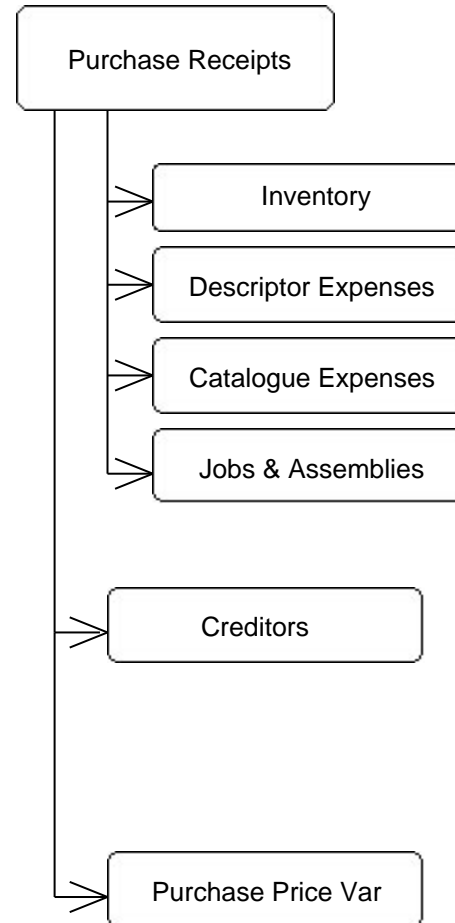 Purchase Receipts
Inventory
Descriptor Expenses
Catalogue Expenses
Jobs & Assemblies
Creditors
Purchase Price Var